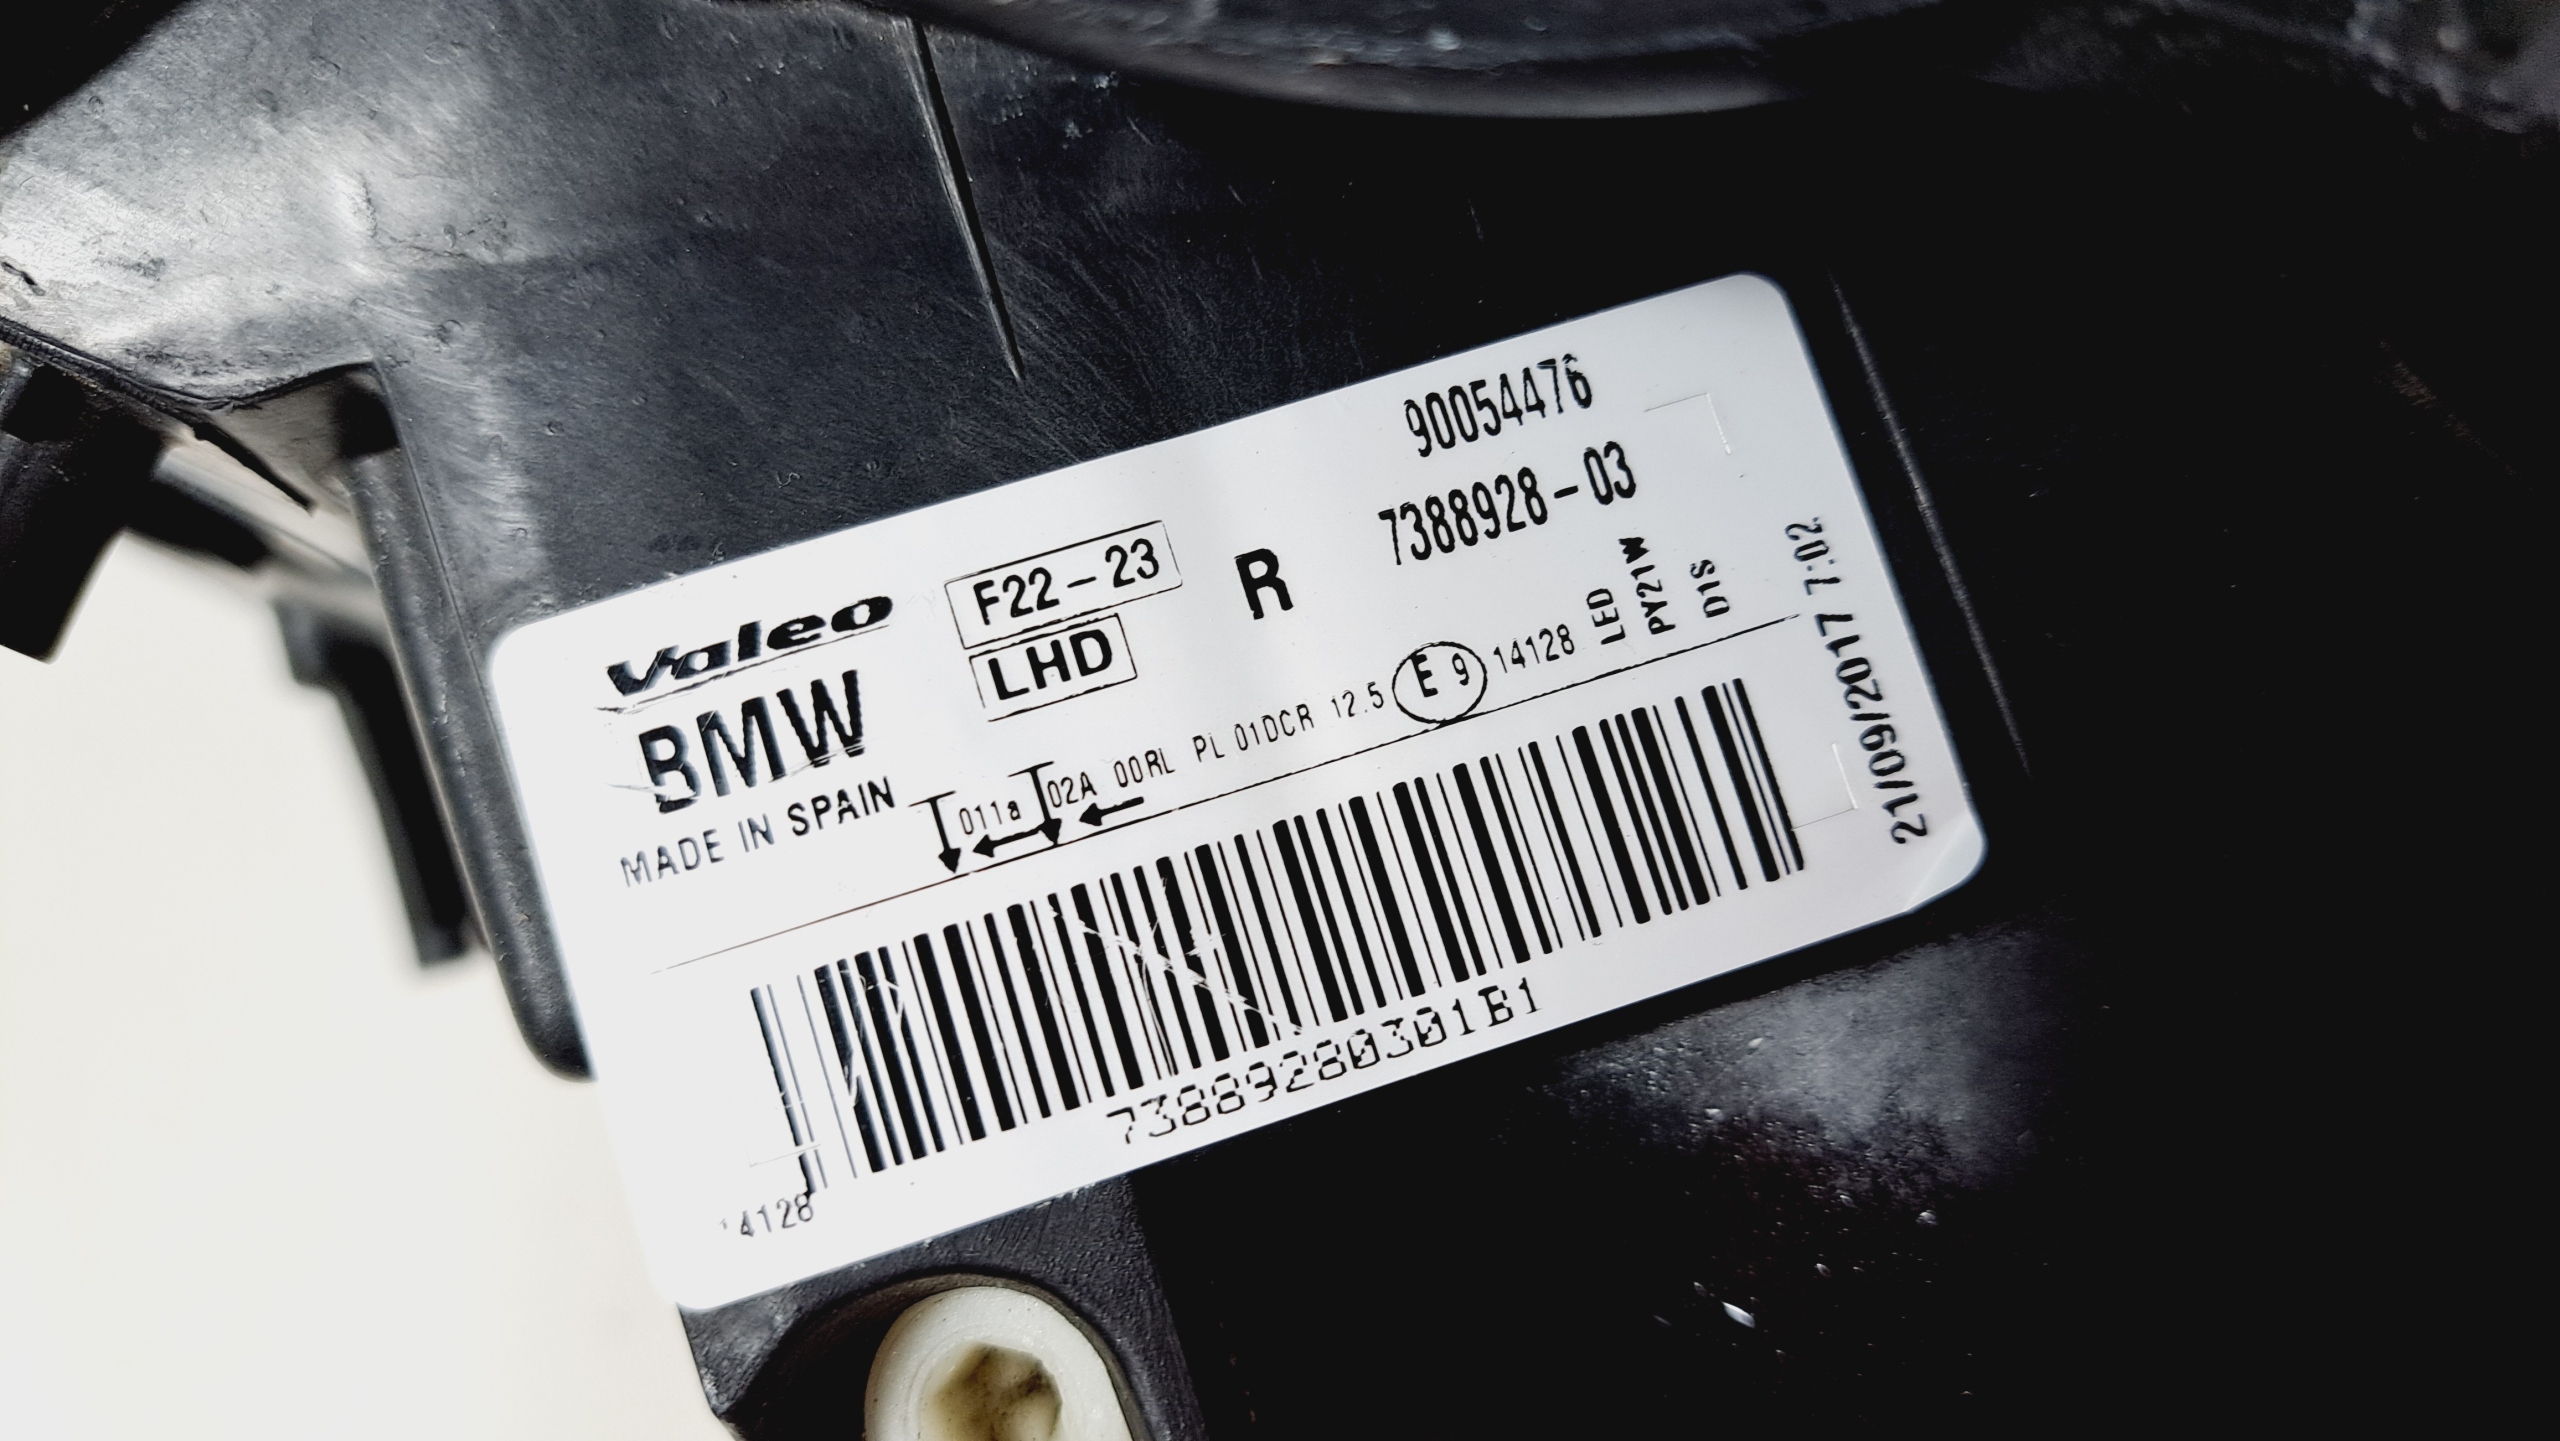 90054476
7388928-03
Valeo
F22-23
R
BMW
LHD
MADE IN SPAIN
011a 02A 00RL PL 01DCR 12.5 E 9 14128
LED
PY21W
D1S
21/09/2017 7:02
73889280301B1
14128